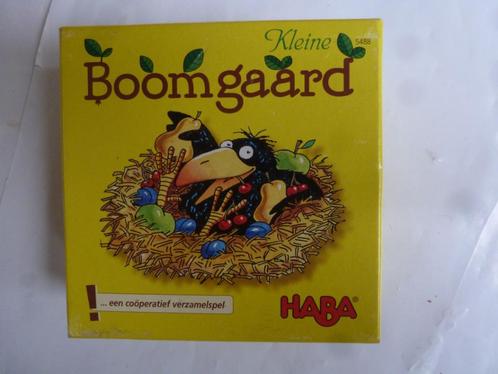 Kleine
5488
Boomgaard
! ... een coöperatief verzamelspel
HABA